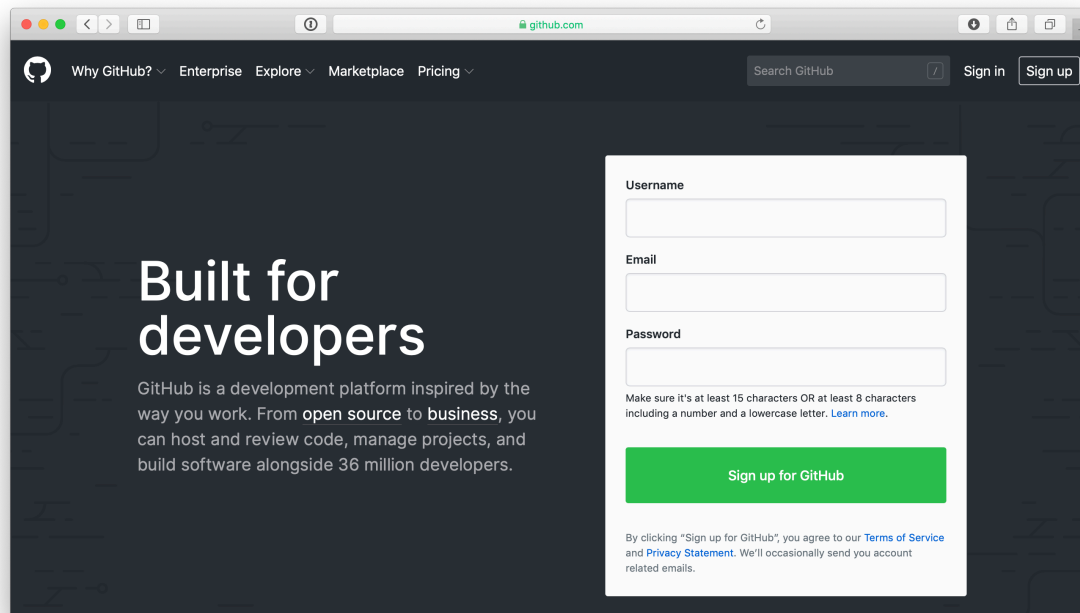 github.com
Why GitHub? Enterprise Explore Marketplace Pricing
Search GitHub /
Sign in
Sign up
Built for
developers
GitHub is a development platform inspired by the
way you work. From open source to business, you
can host and review code, manage projects, and
build software alongside 36 million developers.
Username
Email
Password
Make sure it's at least 15 characters OR at least 8 characters
including a number and a lowercase letter. Learn more.
Sign up for GitHub
By clicking “Sign up for GitHub”, you agree to our Terms of Service
and Privacy Statement. We’ll occasionally send you account
related emails.